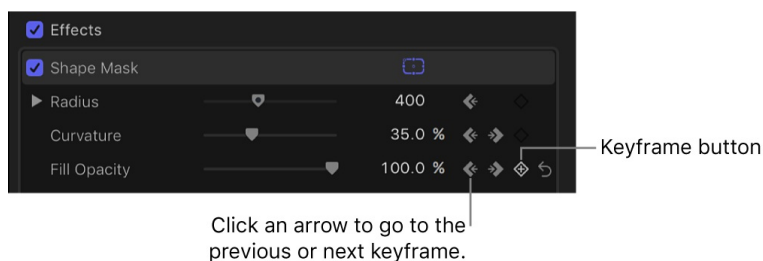 Effects
Shape Mask
Radius 400
Curvature 35.0 %
Fill Opacity 100.0 %
Keyframe button
Click an arrow to go to the
previous or next keyframe.